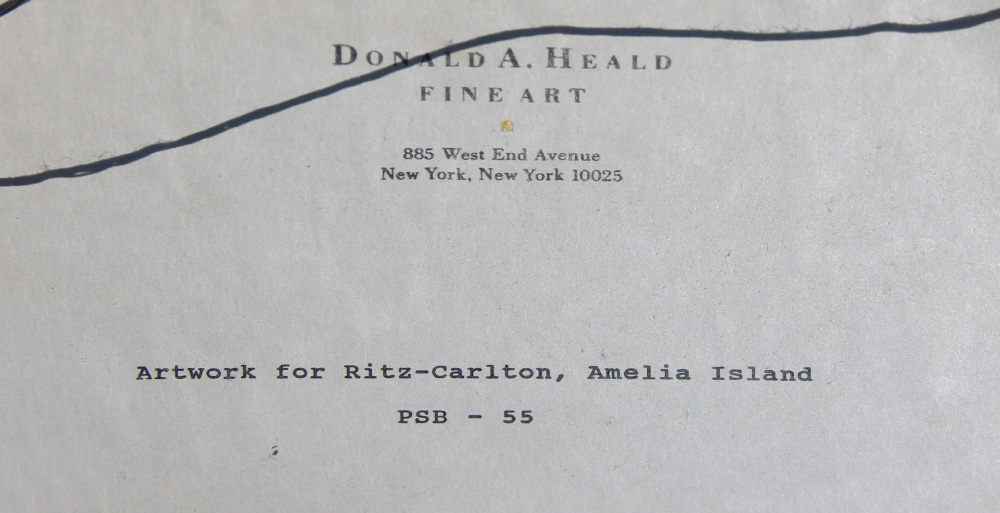 DONALD A. HEALD
FINE ART
885 West End Avenue
New York, New York 10025
Artwork for Ritz-Carlton, Amelia Island
PSB - 55